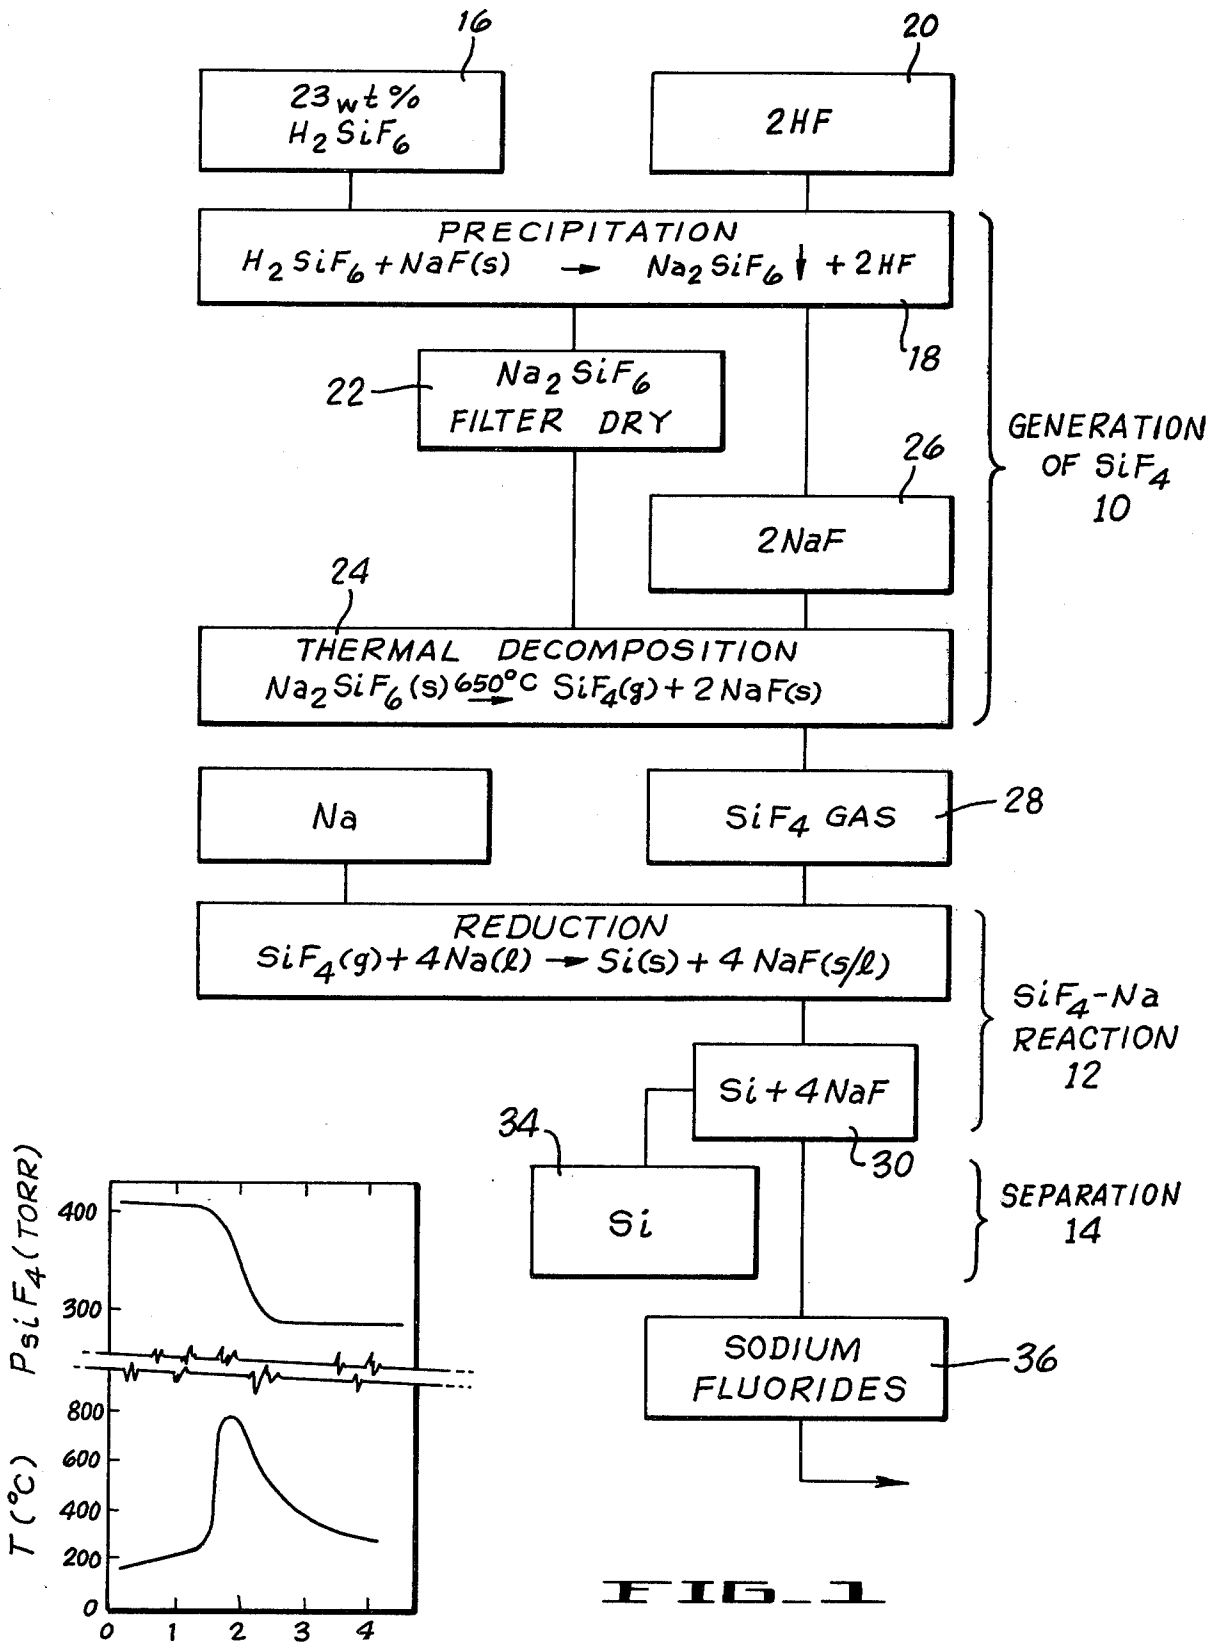 16
20
23 wt%
H2SiF6
2HF
PRECIPITATION
H2SiF6 + NaF(s) → Na2SiF6 ↓ + 2HF
18
22
Na2SiF6
FILTER DRY
GENERATION
OF SiF4
10
26
2NaF
24
THERMAL DECOMPOSITION
Na2SiF6(s) 650°C → SiF4(g) + 2NaF(s)
Na
SiF4 GAS
28
REDUCTION
SiF4(g) + 4Na(l) → Si(s) + 4NaF(s/l)
SiF4-Na
REACTION
12
Si + 4NaF
30
34
Si
SEPARATION
14
SODIUM
FLUORIDES
36
PsiF4 (TORR)
400
300
T (°C)
800
600
400
200
0
0 1 2 3 4
FIG_1